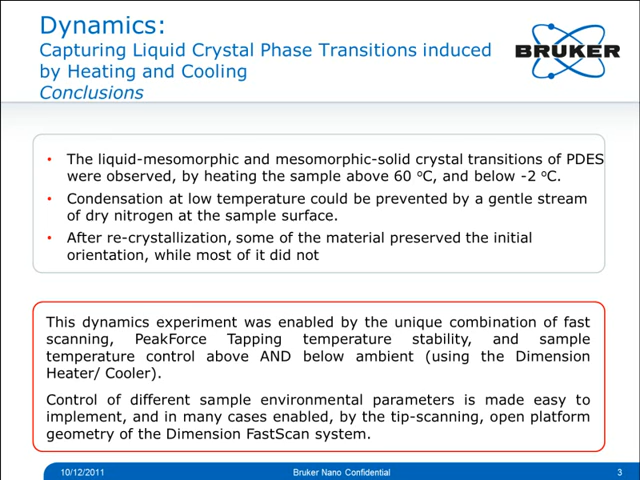 Dynamics:
Capturing Liquid Crystal Phase Transitions induced
by Heating and Cooling
Conclusions
BRUKER
• The liquid-mesomorphic and mesomorphic-solid crystal transitions of PDES
were observed, by heating the sample above 60 ºC, and below -2 ºC.
• Condensation at low temperature could be prevented by a gentle stream
of dry nitrogen at the sample surface.
• After re-crystallization, some of the material preserved the initial
orientation, while most of it did not
This dynamics experiment was enabled by the unique combination of fast
scanning, PeakForce Tapping temperature stability, and sample
temperature control above AND below ambient (using the Dimension
Heater/ Cooler).
Control of different sample environmental parameters is made easy to
implement, and in many cases enabled, by the tip-scanning, open platform
geometry of the Dimension FastScan system.
10/12/2011 Bruker Nano Confidential 3